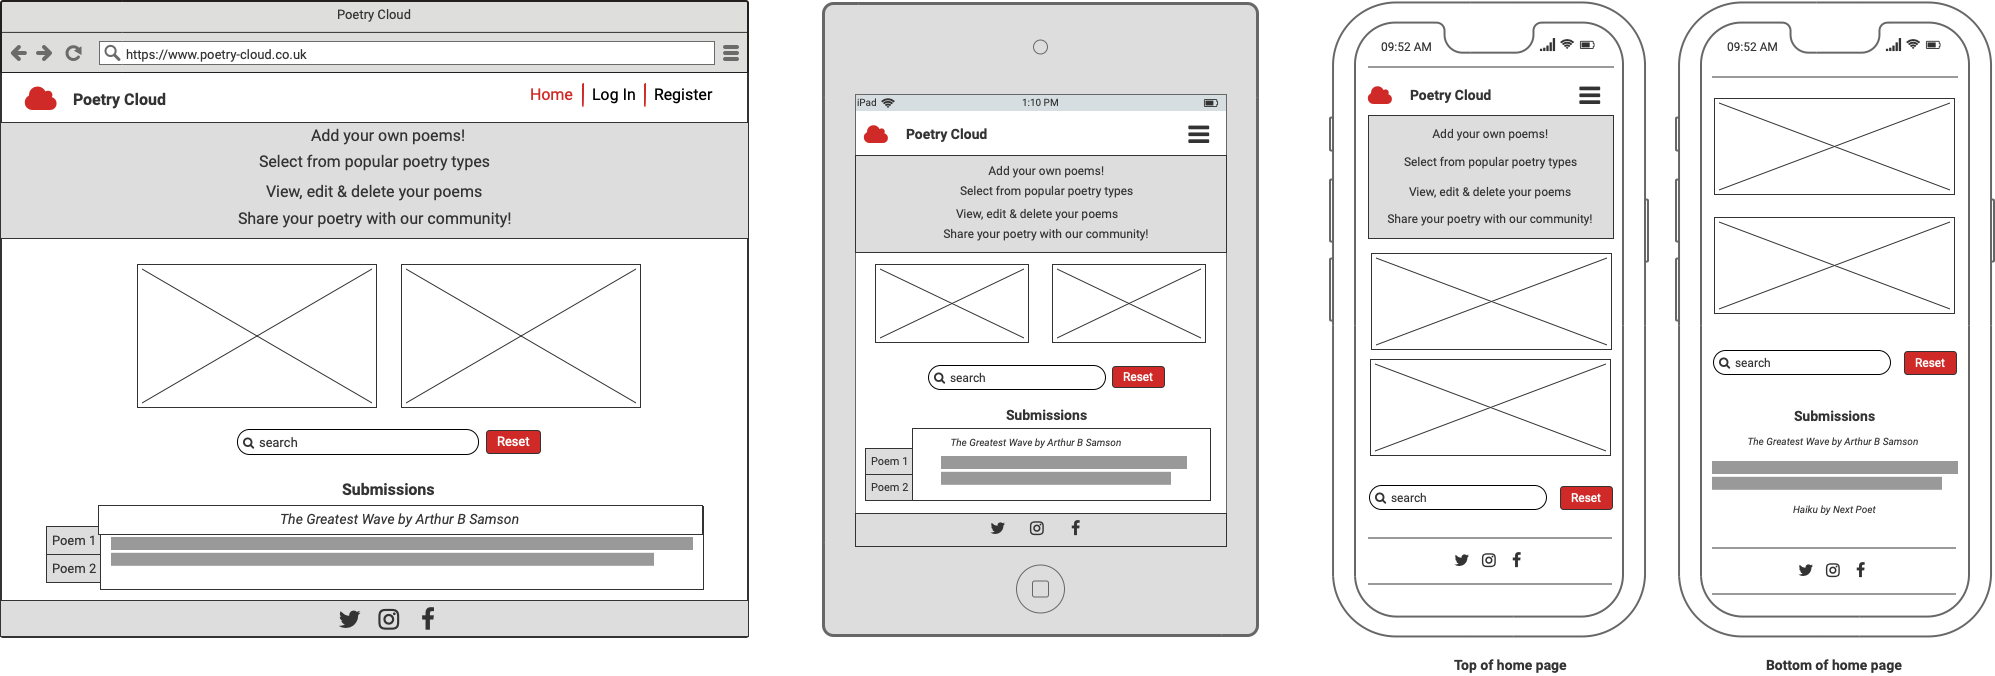 Poetry Cloud
https://www.poetry-cloud.co.uk
Poetry Cloud
Home Log In Register
Add your own poems!
Select from popular poetry types
View, edit & delete your poems
Share your poetry with our community!
search Reset
Submissions
The Greatest Wave by Arthur B Samson
Poem 1
Poem 2
iPad 1:10 PM
Poetry Cloud
Add your own poems!
Select from popular poetry types
View, edit & delete your poems
Share your poetry with our community!
search Reset
Submissions
The Greatest Wave by Arthur B Samson
Poem 1
Poem 2
09:52 AM
Poetry Cloud
Add your own poems!
Select from popular poetry types
View, edit & delete your poems
Share your poetry with our community!
search Reset
Top of home page
09:52 AM
search Reset
Submissions
The Greatest Wave by Arthur B Samson
Haiku by Next Poet
Bottom of home page